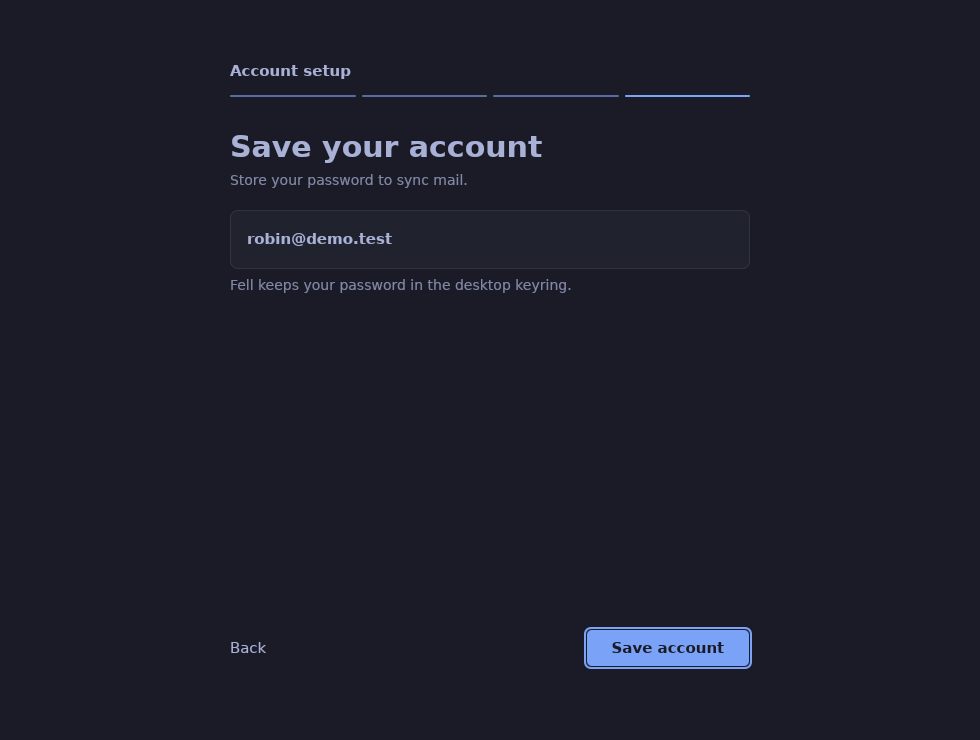 Account setup
Save your account
Store your password to sync mail.
robin@demo.test
Fell keeps your password in the desktop keyring.
Back
Save account